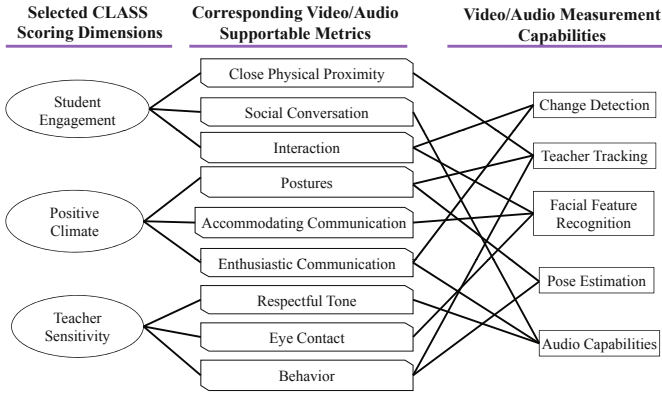 Selected CLASS
Scoring Dimensions
Corresponding Video/Audio
Supportable Metrics
Video/Audio Measurement
Capabilities
Student
Engagement
Positive
Climate
Teacher
Sensitivity
Close Physical Proximity
Social Conversation
Interaction
Postures
Accommodating Communication
Enthusiastic Communication
Respectful Tone
Eye Contact
Behavior
Change Detection
Teacher Tracking
Facial Feature
Recognition
Pose Estimation
Audio Capabilities